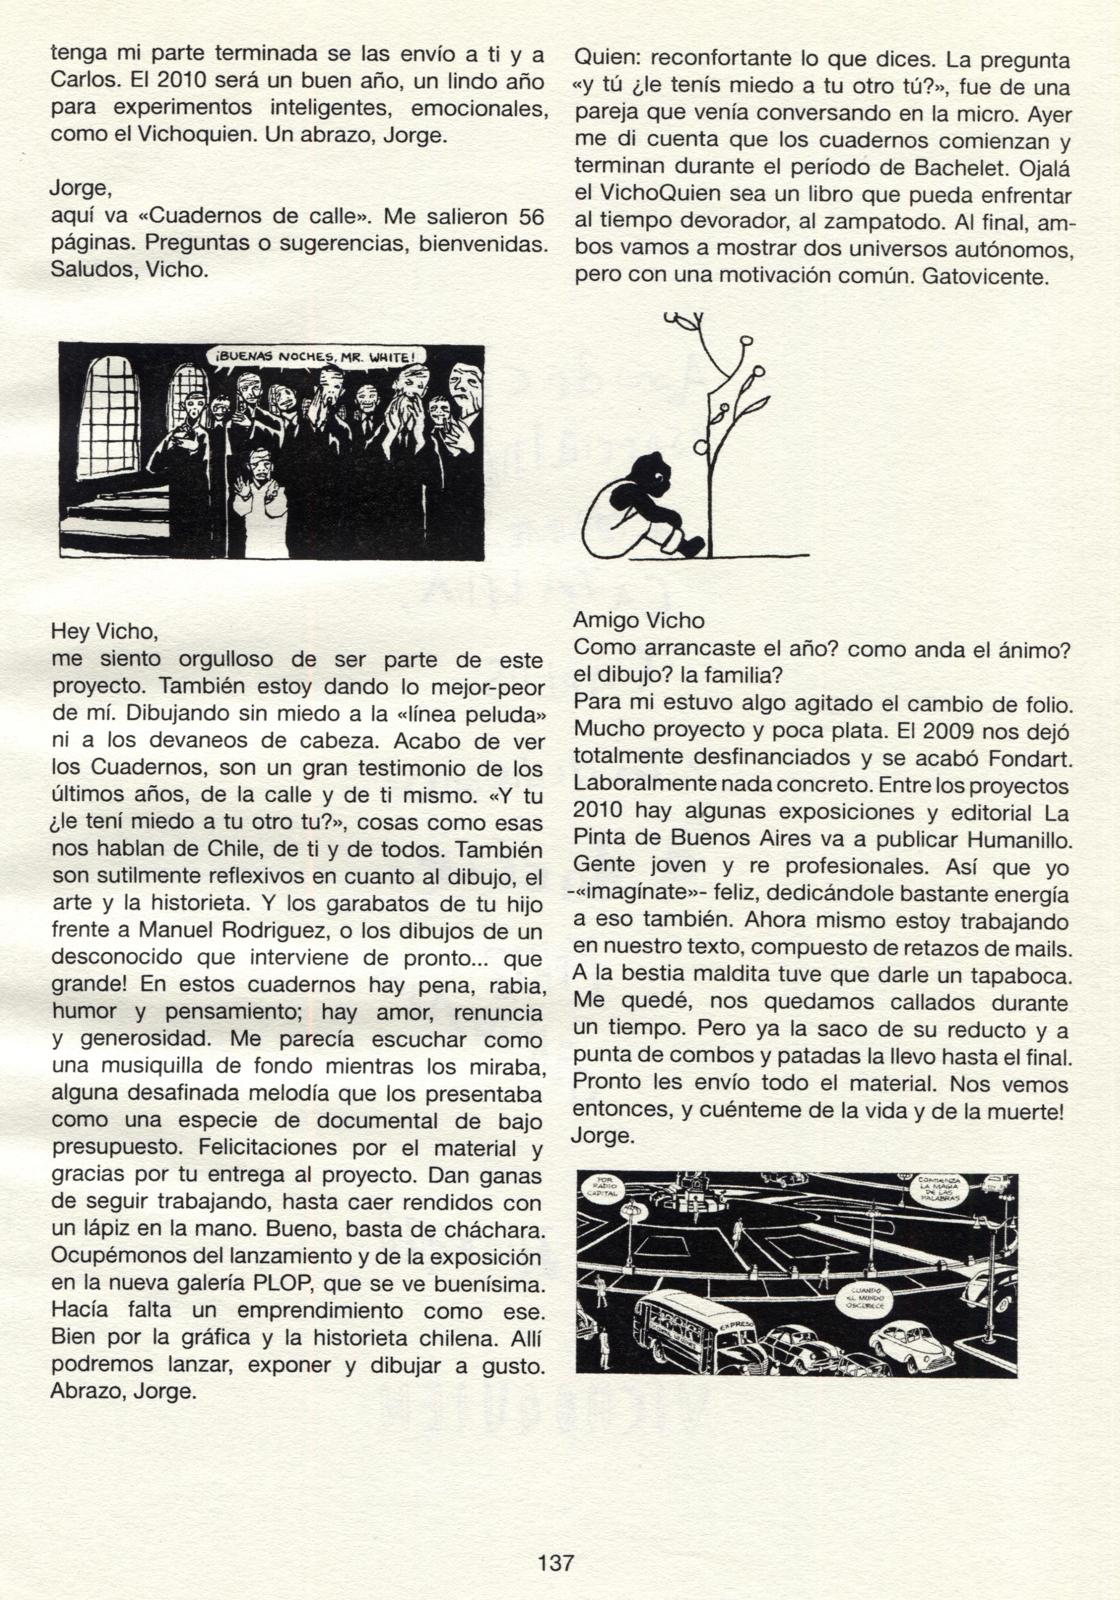 tenga mi parte terminada se las envío a ti y a
Carlos. El 2010 será un buen año, un lindo año
para experimentos inteligentes, emocionales,
como el Vichoquien. Un abrazo, Jorge.
Jorge,
aquí va «Cuadernos de calle». Me salieron 56
páginas. Preguntas o sugerencias, bienvenidas.
Saludos, Vicho.
¡BUENAS NOCHES, MR. WHITE!
Hey Vicho,
me siento orgulloso de ser parte de este
proyecto. También estoy dando lo mejor-peor
de mí. Dibujando sin miedo a la «línea peluda»
ni a los devaneos de cabeza. Acabo de ver
los Cuadernos, son un gran testimonio de los
últimos años, de la calle y de ti mismo. «Y tu
¿le tení miedo a tu otro tu?», cosas como esas
nos hablan de Chile, de ti y de todos. También
son sutilmente reflexivos en cuanto al dibujo, el
arte y la historieta. Y los garabatos de tu hijo
frente a Manuel Rodriguez, o los dibujos de un
desconocido que interviene de pronto... que
grande! En estos cuadernos hay pena, rabia,
humor y pensamiento; hay amor, renuncia
y generosidad. Me parecía escuchar como
una musiquilla de fondo mientras los miraba,
alguna desafinada melodía que los presentaba
como una especie de documental de bajo
presupuesto. Felicitaciones por el material y
gracias por tu entrega al proyecto. Dan ganas
de seguir trabajando, hasta caer rendidos con
un lápiz en la mano. Bueno, basta de cháchara.
Ocupémonos del lanzamiento y de la exposición
en la nueva galería PLOP, que se ve buenísima.
Hacía falta un emprendimiento como ese.
Bien por la gráfica y la historieta chilena. Allí
podremos lanzar, exponer y dibujar a gusto.
Abrazo, Jorge.
Quien: reconfortante lo que dices. La pregunta
«y tú ¿le tenís miedo a tu otro tú?», fue de una
pareja que venía conversando en la micro. Ayer
me di cuenta que los cuadernos comienzan y
terminan durante el período de Bachelet. Ojalá
el VichoQuien sea un libro que pueda enfrentar
al tiempo devorador, al zampatodo. Al final, am-
bos vamos a mostrar dos universos autónomos,
pero con una motivación común. Gatovicente.
Amigo Vicho
Como arrancaste el año? como anda el ánimo?
el dibujo? la familia?
Para mi estuvo algo agitado el cambio de folio.
Mucho proyecto y poca plata. El 2009 nos dejó
totalmente desfinanciados y se acabó Fondart.
Laboralmente nada concreto. Entre los proyectos
2010 hay algunas exposiciones y editorial La
Pinta de Buenos Aires va a publicar Humanillo.
Gente joven y re profesionales. Así que yo
-«imagínate»- feliz, dedicándole bastante energía
a eso también. Ahora mismo estoy trabajando
en nuestro texto, compuesto de retazos de mails.
A la bestia maldita tuve que darle un tapaboca.
Me quedé, nos quedamos callados durante
un tiempo. Pero ya la saco de su reducto y a
punta de combos y patadas la llevo hasta el final.
Pronto les envío todo el material. Nos vemos
entonces, y cuénteme de la vida y de la muerte!
Jorge.
POR
RADIO
CAPITAL
COMIENZA
LA MAGIA
DE LAS
PALABRAS
CUANDO
EL MUNDO
OSCURECE
EXPRESO
137